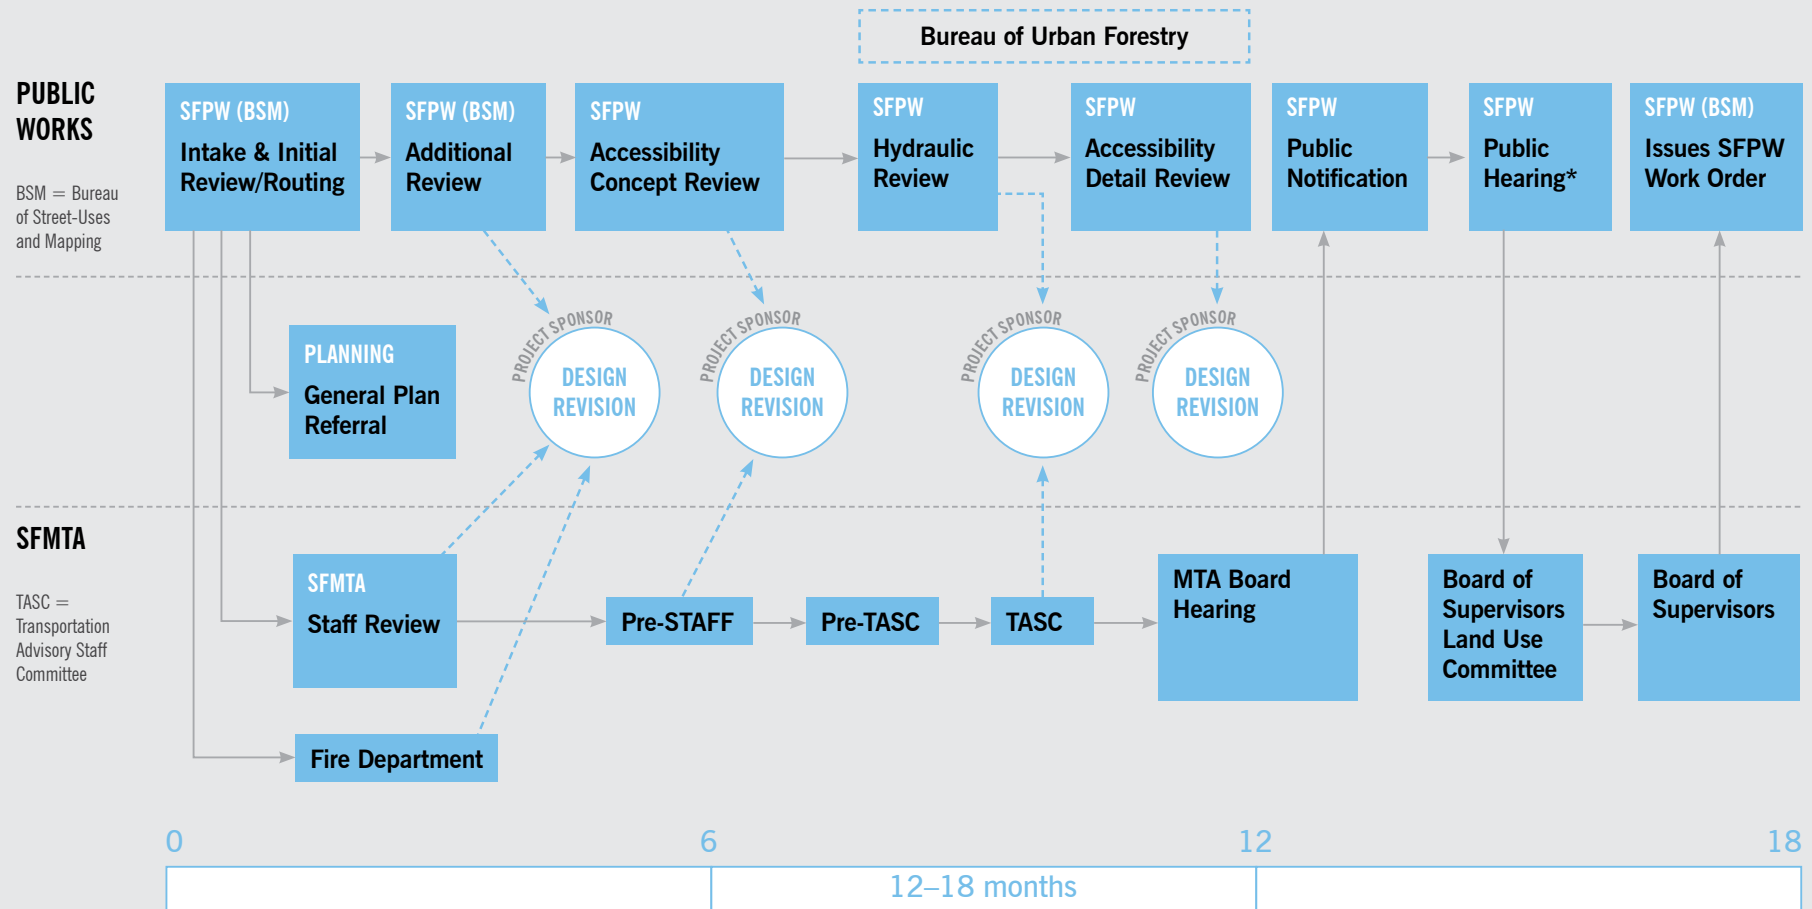 Bureau of Urban Forestry
PUBLIC
WORKS
BSM = Bureau
of Street-Uses
and Mapping
SFPW (BSM)
Intake & Initial
Review/Routing
SFPW (BSM)
Additional
Review
SFPW
Accessibility
Concept Review
SFPW
Hydraulic
Review
SFPW
Accessibility
Detail Review
SFPW
Public
Notification
SFPW
Public
Hearing*
SFPW (BSM)
Issues SFPW
Work Order
PLANNING
General Plan
Referral
PROJECT SPONSOR
DESIGN
REVISION
PROJECT SPONSOR
DESIGN
REVISION
PROJECT SPONSOR
DESIGN
REVISION
PROJECT SPONSOR
DESIGN
REVISION
SFMTA
TASC =
Transportation
Advisory Staff
Committee
SFMTA
Staff Review
Pre-STAFF
Pre-TASC
TASC
MTA Board
Hearing
Board of
Supervisors
Land Use
Committee
Board of
Supervisors
Fire Department
0
6
12
18
12–18 months